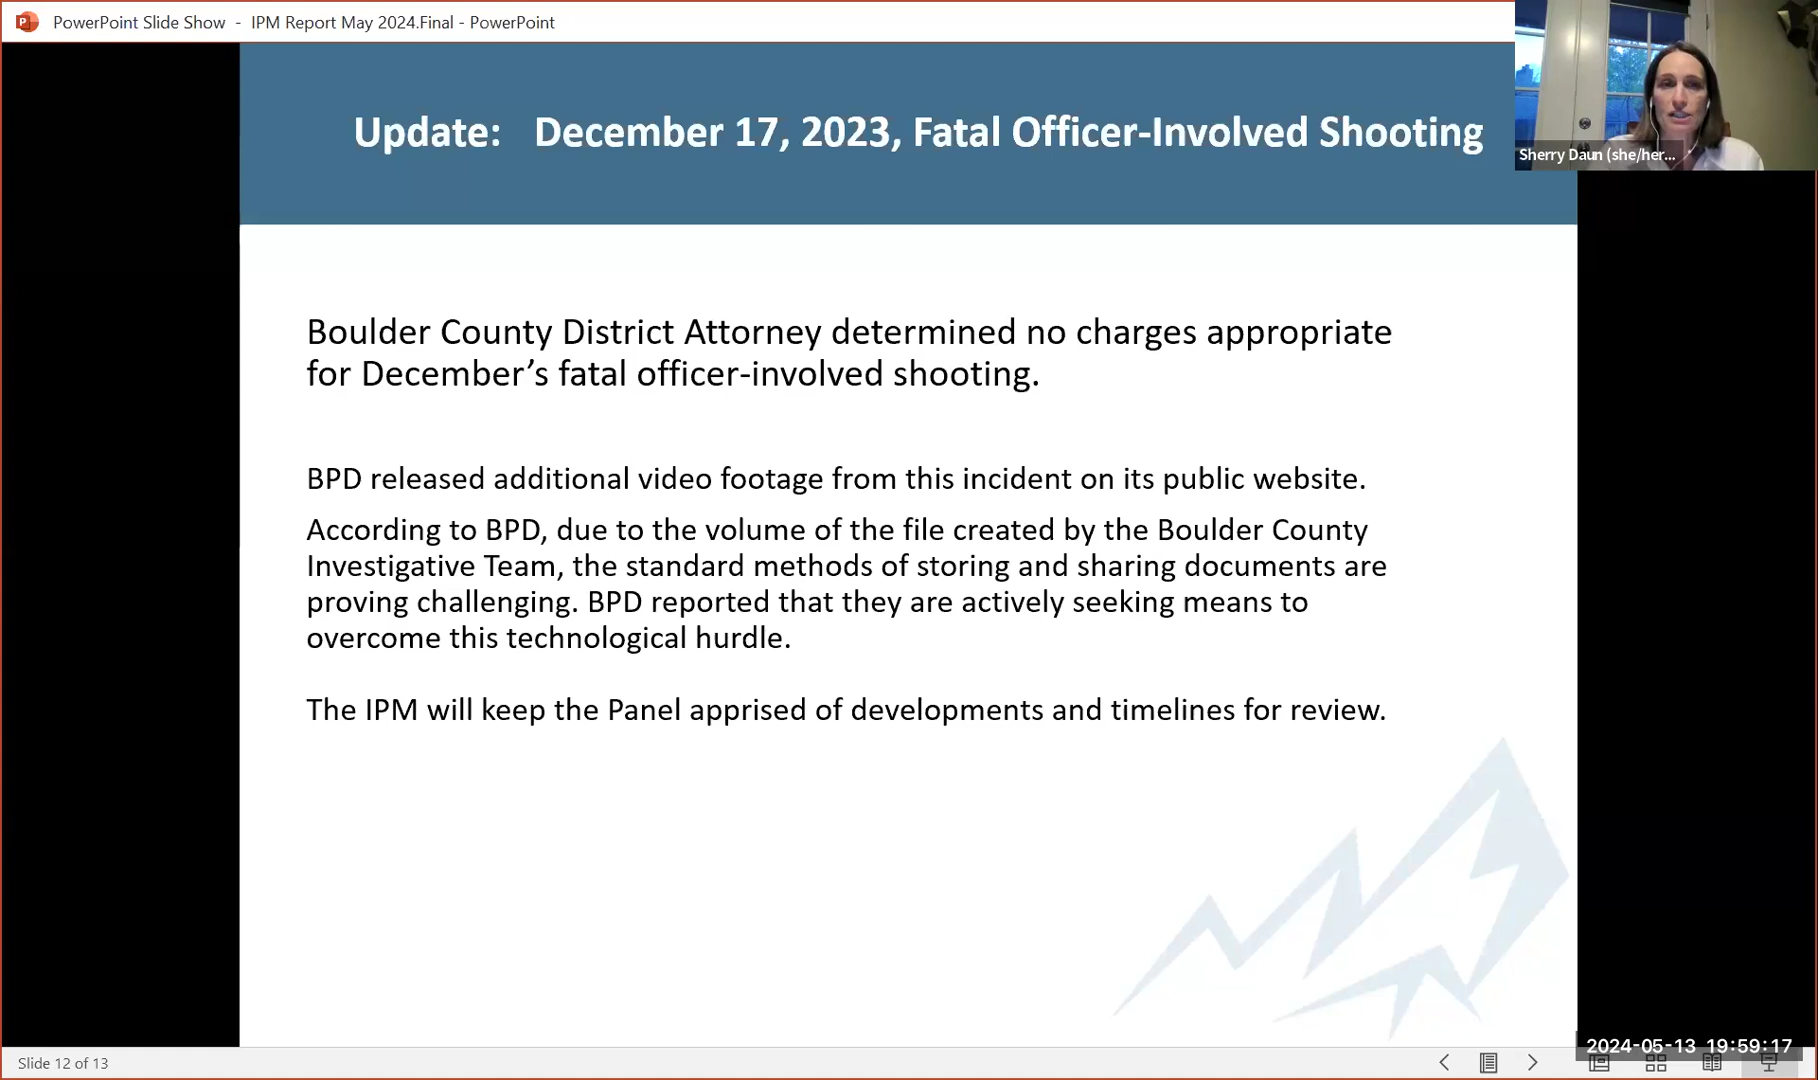 PowerPoint Slide Show - IPM Report May 2024.Final - PowerPoint
Sherry Daun (she/her...
Update: December 17, 2023, Fatal Officer-Involved Shooting
Boulder County District Attorney determined no charges appropriate
for December’s fatal officer-involved shooting.
BPD released additional video footage from this incident on its public website.
According to BPD, due to the volume of the file created by the Boulder County
Investigative Team, the standard methods of storing and sharing documents are
proving challenging. BPD reported that they are actively seeking means to
overcome this technological hurdle.
The IPM will keep the Panel apprised of developments and timelines for review.
2024-05-13 19:59:17
Slide 12 of 13